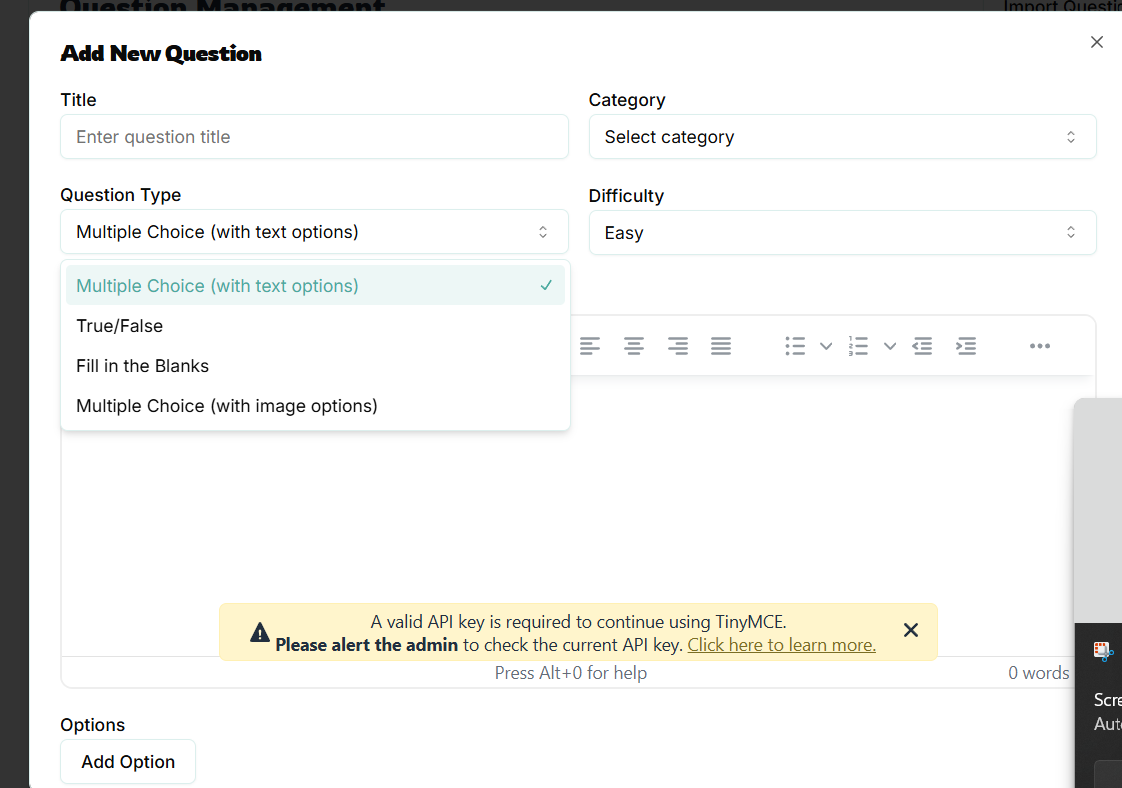 Question Management
Import Questio
Add New Question
Title
Category
Enter question title
Select category
Question Type
Difficulty
Multiple Choice (with text options)
Easy
Multiple Choice (with text options)
True/False
Fill in the Blanks
Multiple Choice (with image options)
A valid API key is required to continue using TinyMCE.
Please alert the admin to check the current API key. Click here to learn more.
Press Alt+0 for help
0 words
Options
Scre
Auto
Add Option